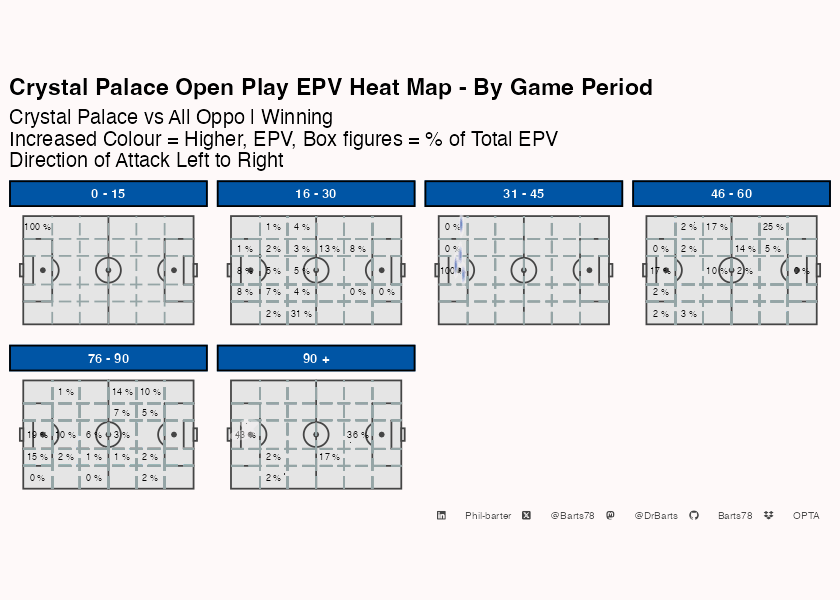 Crystal Palace Open Play EPV Heat Map - By Game Period
Crystal Palace vs All Oppo | Winning
Increased Colour = Higher, EPV, Box figures = % of Total EPV
Direction of Attack Left to Right
0 - 15
16 - 30
31 - 45
46 - 60
100 %
1 % 4 %
0 %
2 % 17 % 25 %
1 % 2 % 3 % 13 % 8 %
0 %
0 % 2 % 14 % 5 %
8 % 5 % 5 %
100
17 % 10 % 2 %
8 % 7 % 4 % 0 % 0 %
2 %
2 % 31 %
2 % 3 %
76 - 90
90 +
1 % 14 % 10 %
7 % 5 %
19 % 10 % 6 % 3 %
43 % 36 %
15 % 2 % 1 % 1 % 2 %
2 % 17 %
0 % 0 % 2 %
2 %
Phil-barter @Barts78 @DrBarts Barts78 OPTA